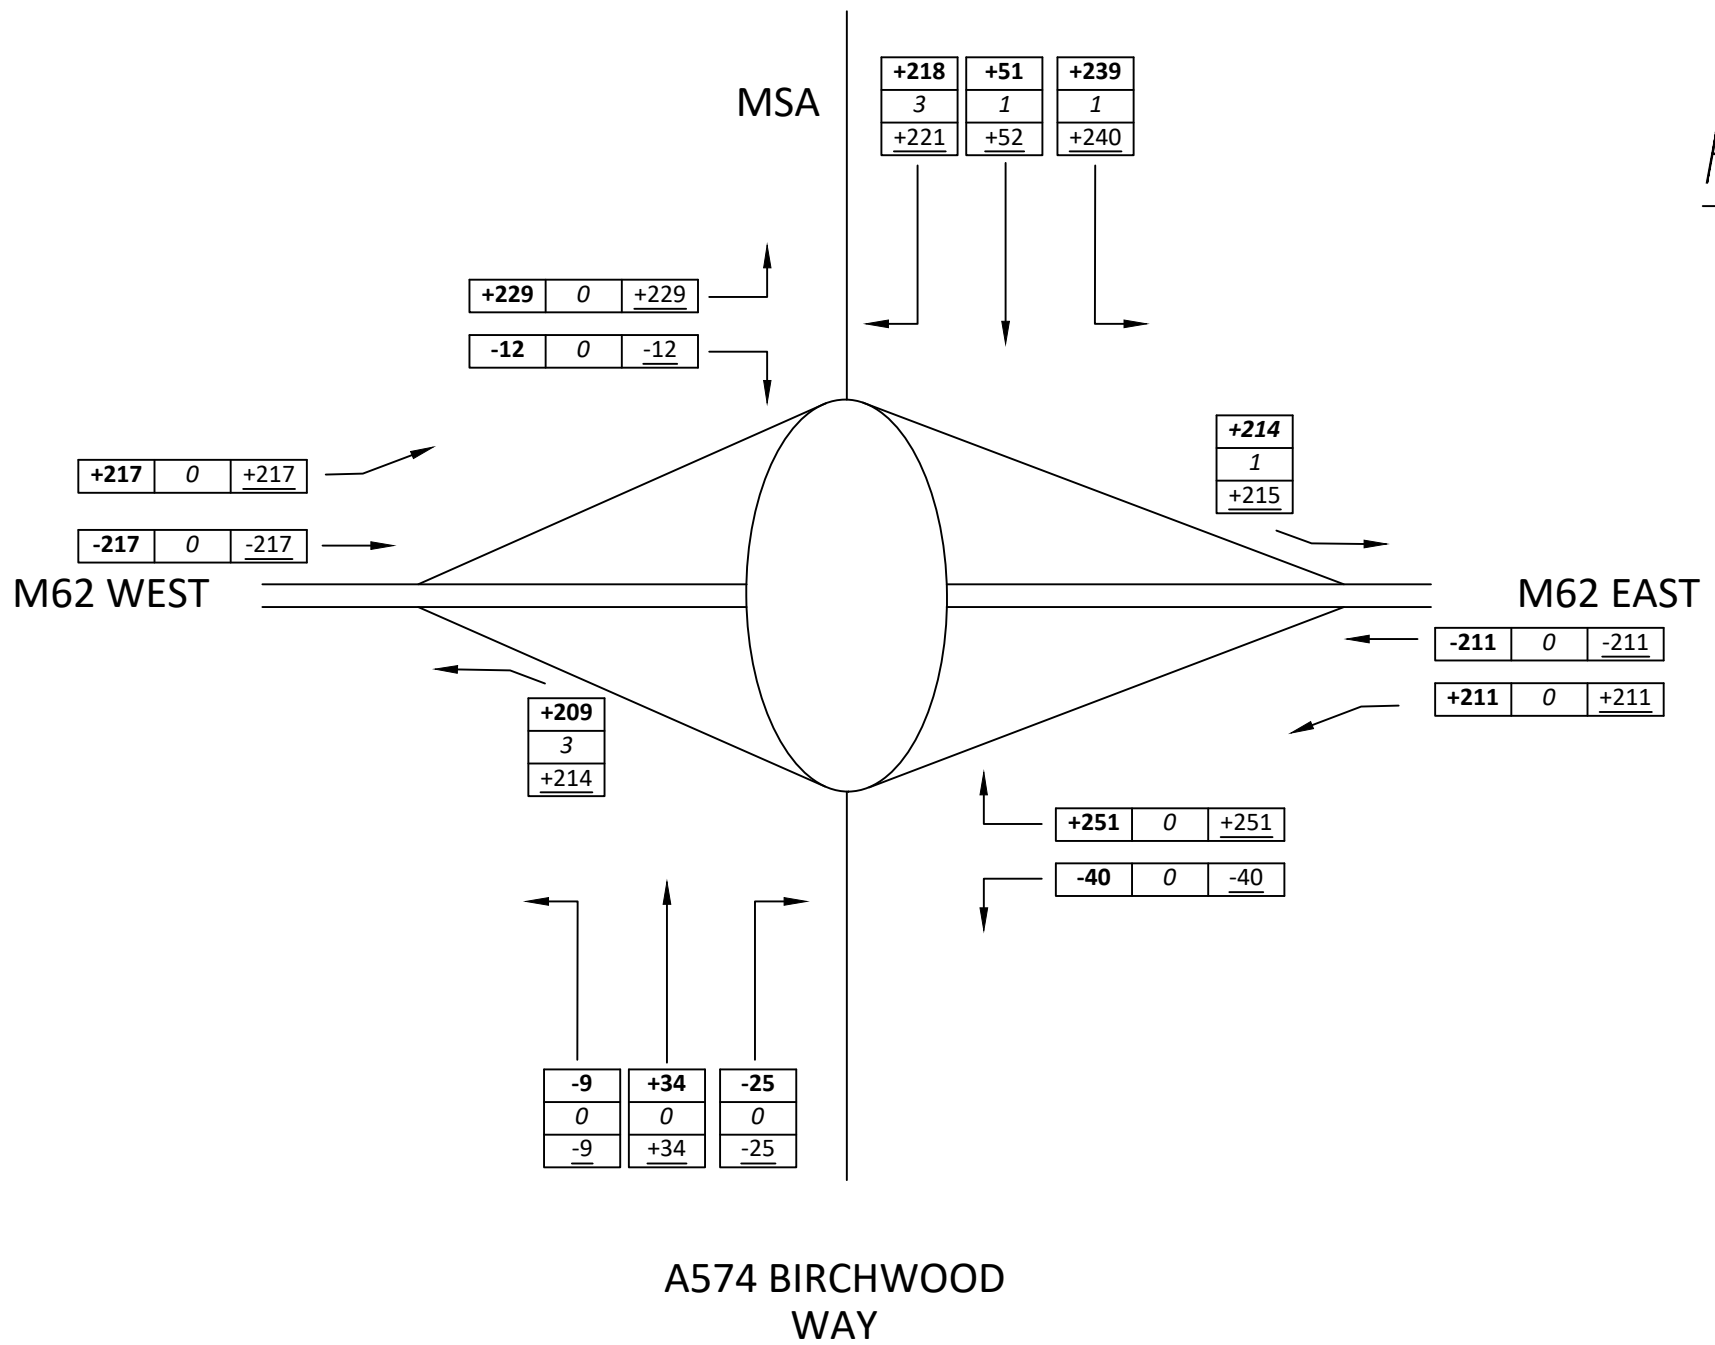 +218 +51 +239
MSA
3 1 1
+221 +52 +240
+229 0 +229
-12 0 -12
+214
1
+215
+217 0 +217
-217 0 -217
M62 WEST
M62 EAST
-211 0 -211
+211 0 +211
+209
3
+214
+251 0 +251
-40 0 -40
-9 +34 -25
0 0 0
-9 +34 -25
A574 BIRCHWOOD
WAY